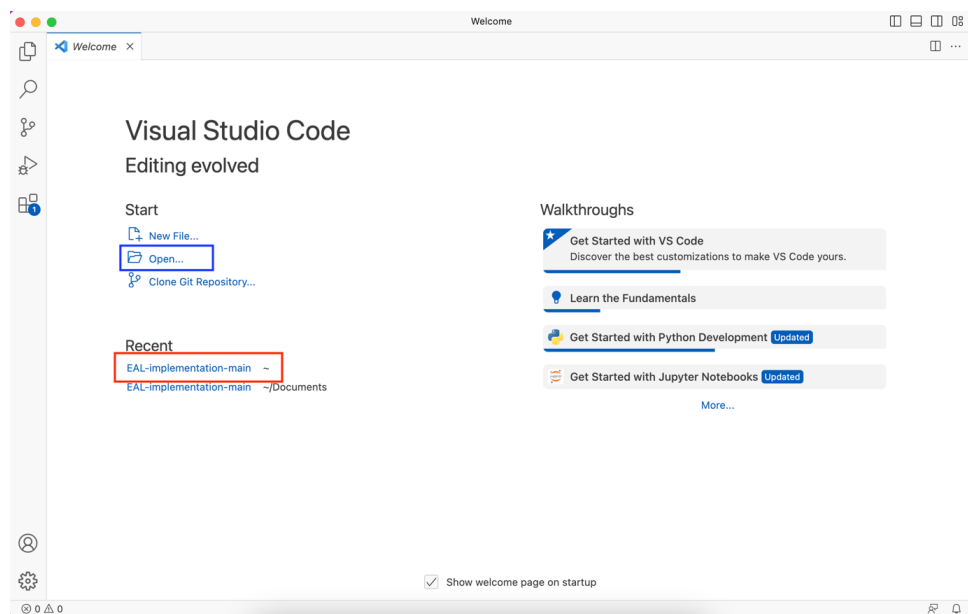 Welcome
Welcome
Visual Studio Code
Editing evolved
Start
New File...
Open...
Clone Git Repository...
Recent
EAL-implementation-main ~
EAL-implementation-main ~/Documents
Walkthroughs
Get Started with VS Code
Discover the best customizations to make VS Code yours.
Learn the Fundamentals
Get Started with Python Development Updated
Get Started with Jupyter Notebooks Updated
More...
1
Show welcome page on startup
0 0